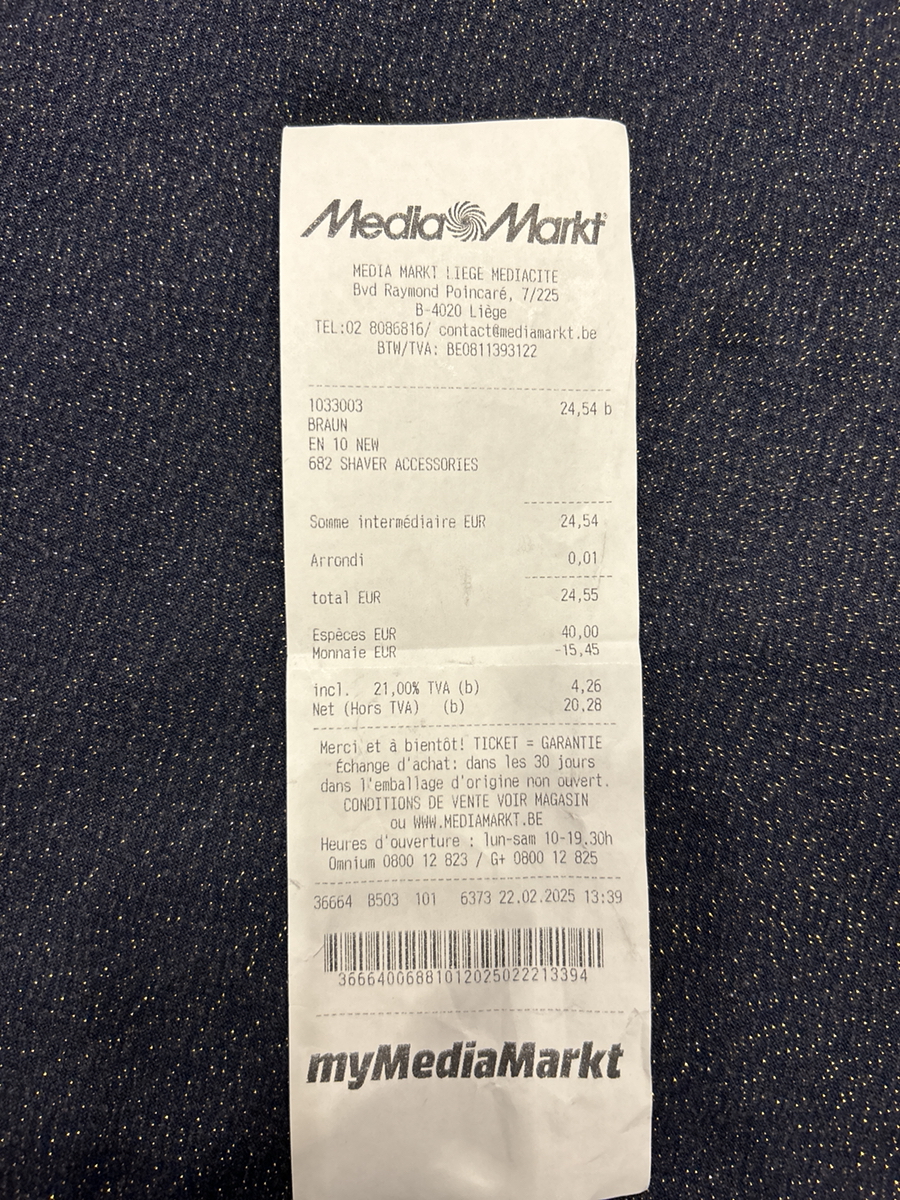 Media Markt
MEDIA MARKT LIEGE MEDIACITE
Bvd Raymond Poincaré, 7/225
B-4020 Liège
TEL:02 8086816/ contact@mediamarkt.be
BTW/TVA: BE0811393122
1033003 24,54 b
BRAUN
EN 10 NEW
682 SHAVER ACCESSORIES
Somme intermédiaire EUR 24,54
Arrondi 0,01
total EUR 24,55
Espèces EUR 40,00
Monnaie EUR -15,45
incl. 21,00% TVA (b) 4,26
Net (Hors TVA) (b) 20,28
Merci et à bientôt! TICKET = GARANTIE
Échange d'achat: dans les 30 jours
dans l'emballage d'origine non ouvert.
CONDITIONS DE VENTE VOIR MAGASIN
ou WWW.MEDIAMARKT.BE
Heures d'ouverture : lun-sam 10-19.30h
Omnium 0800 12 823 / G+ 0800 12 825
36664 B503 101 6373 22.02.2025 13:39
36664006881012025022213394
myMediaMarkt